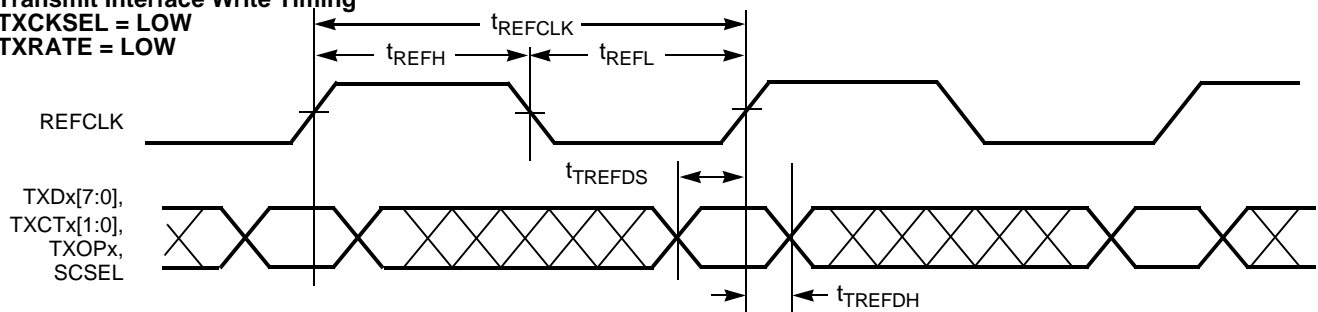 Transmit Interface Write Timing
TXCKSEL = LOW
TXRATE = LOW
tREFCLK
tREFH
tREFL
REFCLK
tTREFDS
TXDx[7:0],
TXCTx[1:0],
TXOPx,
SCSEL
tTREFDH